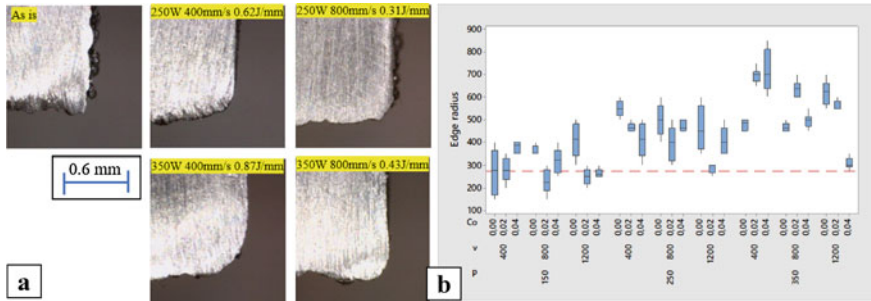 As is
250W 400mm/s 0.62J/mm
250W 800mm/s 0.31J/mm
0.6 mm
350W 400mm/s 0.87J/mm
350W 800mm/s 0.43J/mm
a
Edge radius
900
800
700
600
500
400
300
200
100
Co 0,00 0,02 0,04 0,00 0,02 0,04 0,00 0,02 0,04 0,00 0,02 0,04 0,00 0,02 0,04 0,00 0,02 0,04 0,00 0,02 0,04 0,00 0,02 0,04 0,00 0,02 0,04
v 400 800 1200 400 800 1200 400 800 1200
P 150 250 350
b